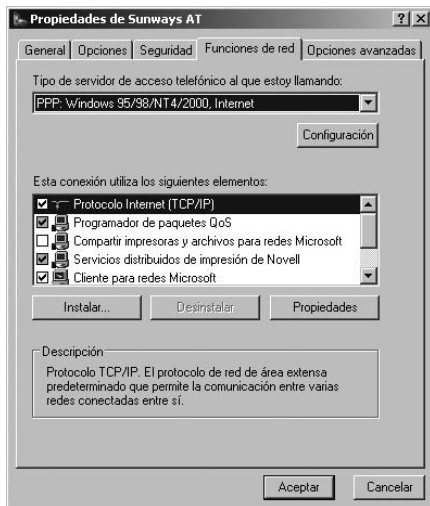 Propiedades de Sunways AT
General Opciones Seguridad Funciones de red Opciones avanzadas
Tipo de servidor de acceso telefónico al que estoy llamando:
PPP: Windows 95/98/NT4/2000, Internet
Configuración
Esta conexión utiliza los siguientes elementos:
Protocolo Internet (TCP/IP)
Programador de paquetes QoS
Compartir impresoras y archivos para redes Microsoft
Servicios distribuidos de impresión de Novell
Cliente para redes Microsoft
Instalar... Desinstalar Propiedades
Descripción
Protocolo TCP/IP. El protocolo de red de área extensa
predeterminado que permite la comunicación entre varias
redes conectadas entre sí.
Aceptar Cancelar